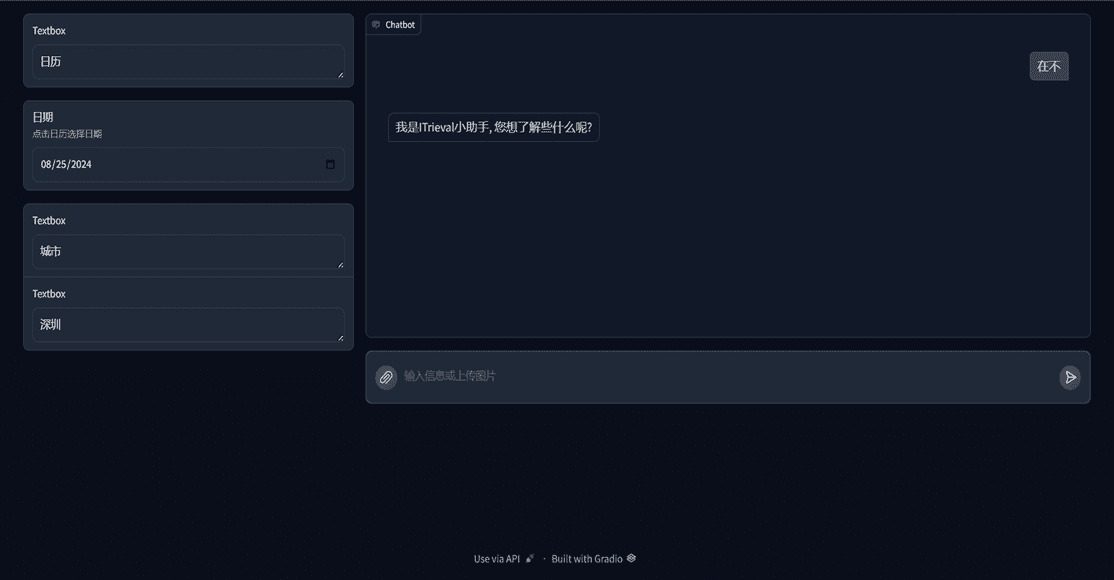 Textbox
日历
日期
点击日历选择日期
08/25/2024
Textbox
城市
Textbox
深圳
Chatbot
在不
我是ITrieval小助手, 您想了解些什么呢?
输入信息或上传图片
Use via API · Built with Gradio